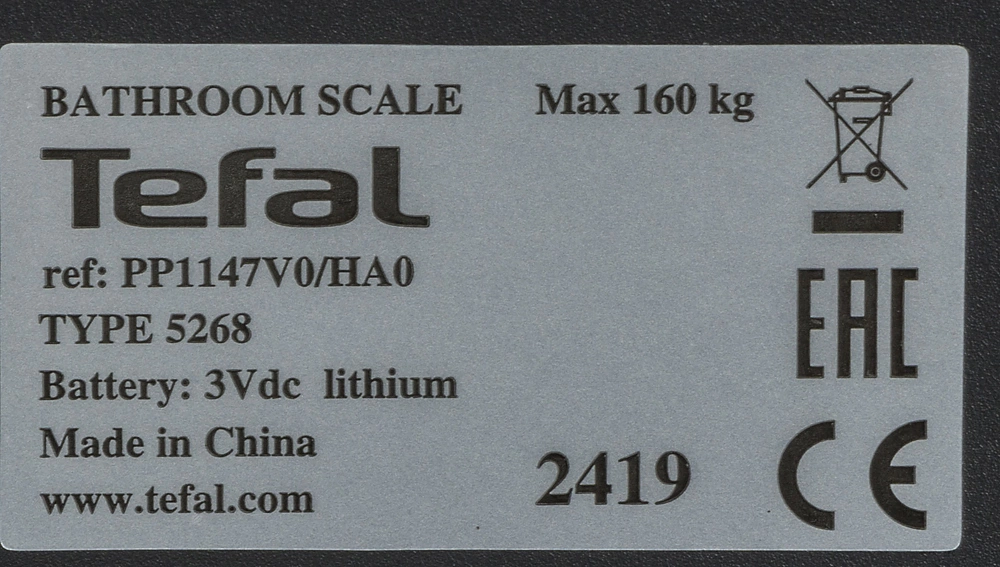 BATHROOM SCALE
Max 160 kg
Tefal
ref: PP1147V0/HA0
TYPE 5268
Battery: 3Vdc lithium
Made in China
www.tefal.com
2419
EAC
CE